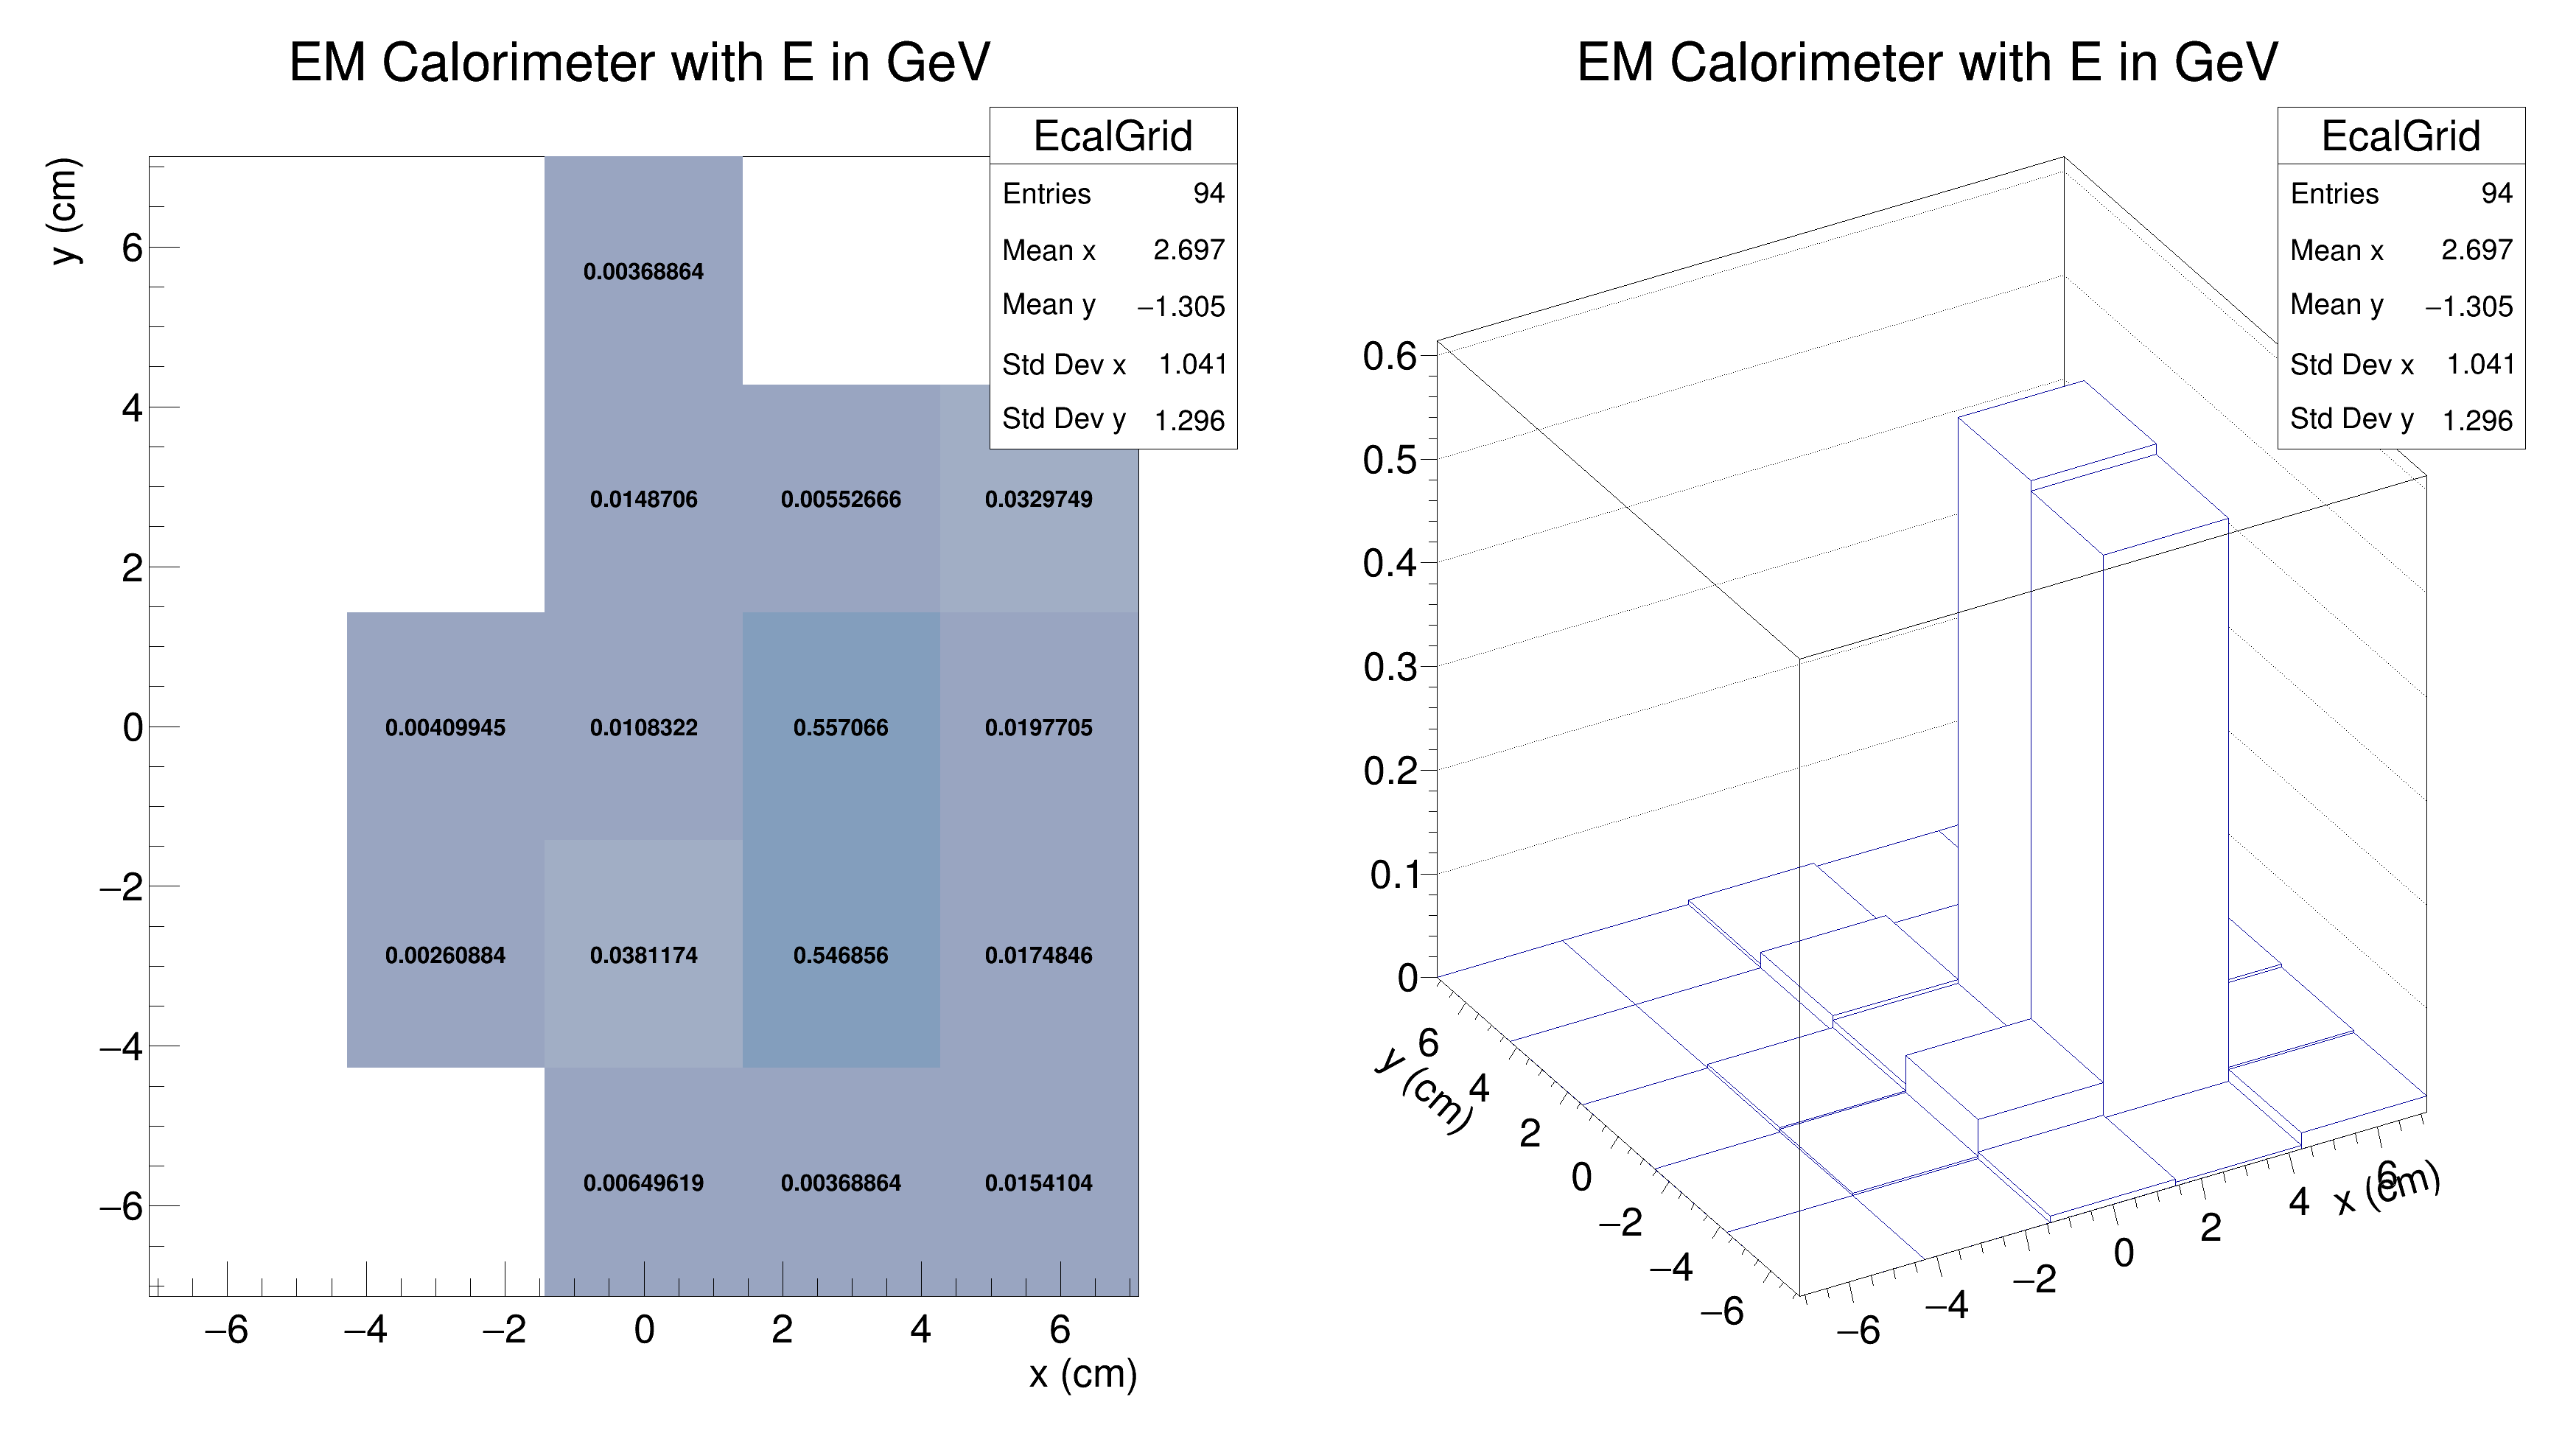 EM Calorimeter with E in GeV
EcalGrid
Entries 94
Mean x 2.697
Mean y −1.305
Std Dev x 1.041
Std Dev y 1.296
y (cm)
6
4
2
0
−2
−4
−6
0.00368864
0.0148706 0.00552666 0.0329749
0.00409945 0.0108322 0.557066 0.0197705
0.00260884 0.0381174 0.546856 0.0174846
0.00649619 0.00368864 0.0154104
−6 −4 −2 0 2 4 6
x (cm)
EM Calorimeter with E in GeV
EcalGrid
Entries 94
Mean x 2.697
Mean y −1.305
Std Dev x 1.041
Std Dev y 1.296
0.6
0.5
0.4
0.3
0.2
0.1
0
y (cm)
6
4
2
0
−2
−4
−6
−6 −4 −2 0 2 4 6
x (cm)